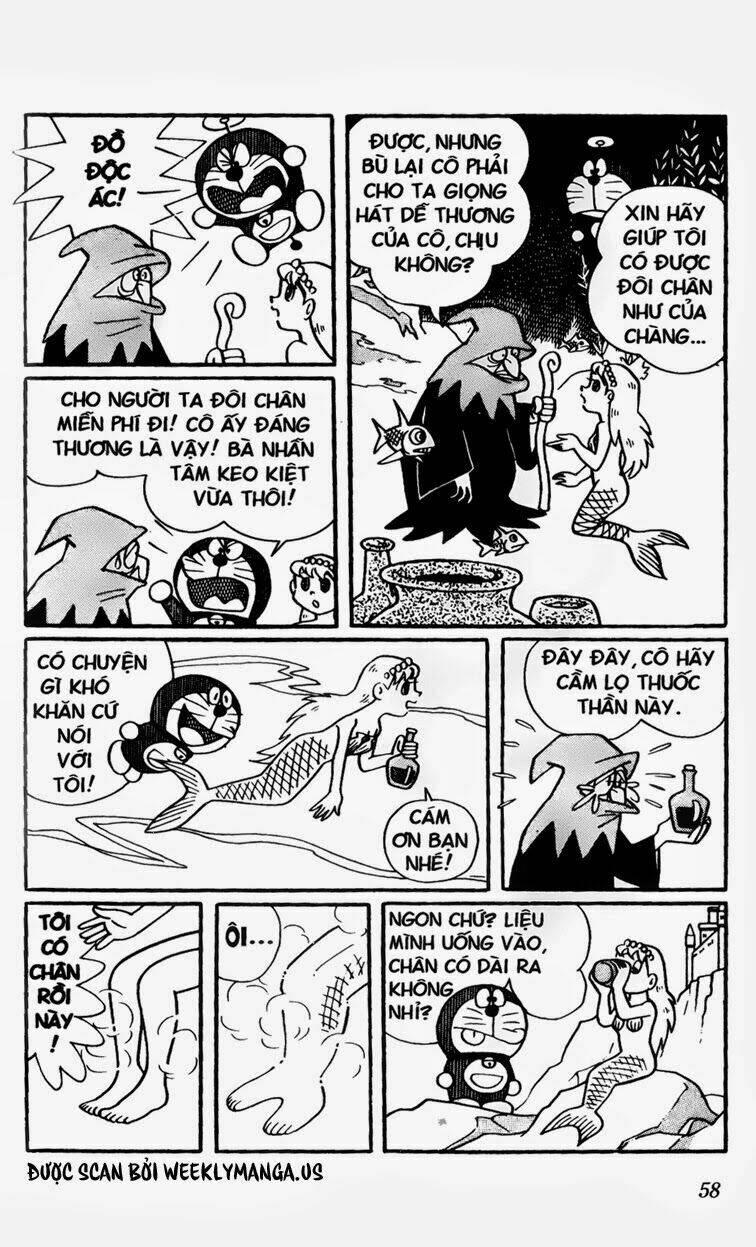 XIN HÃY
GIÚP TÔI
CÓ ĐƯỢC
ĐÔI CHÂN
NHƯ CỦA
CHÀNG...
ĐƯỢC, NHƯNG
BÙ LẠI CÔ PHẢI
CHO TA GIỌNG
HÁT DỄ THƯƠNG
CỦA CÔ, CHỊU
KHÔNG?
ĐỒ
ĐỘC
ÁC!
CHO NGƯỜI TA ĐÔI CHÂN
MIỄN PHÍ ĐI! CÔ ẤY ĐÁNG
THƯƠNG LÀ VẬY! BÀ NHẪN
TÂM KEO KIỆT
VỪA THÔI!
ĐÂY ĐÂY, CÔ HÃY
CẦM LỌ THUỐC
THẦN NÀY.
CÓ CHUYỆN
GÌ KHÓ
KHĂN CỨ
NÓI
VỚI
TÔI!
CÁM
ƠN BẠN
NHÉ!
NGON CHỨ? LIỆU
MÌNH UỐNG VÀO,
CHÂN CÓ DÀI RA
KHÔNG
NHỈ?
ÔI...
TÔI
CÓ
CHÂN
RỒI
NÀY
!
ĐƯỢC SCAN BỞI WEEKLYMANGA.US
58